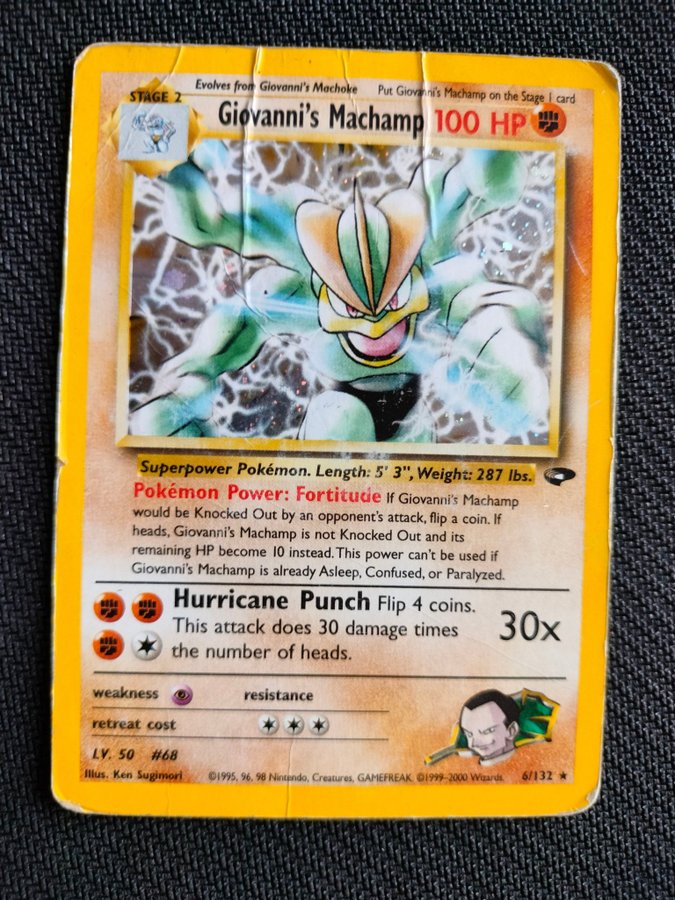 Evolves from Giovanni's Machoke
Put Giovanni's Machamp on the Stage 1 card
STAGE 2
Giovanni's Machamp 100 HP
Superpower Pokémon. Length: 5' 3", Weight: 287 lbs.
Pokémon Power: Fortitude If Giovanni's Machamp
would be Knocked Out by an opponent's attack, flip a coin. If
heads, Giovanni's Machamp is not Knocked Out and its
remaining HP become 10 instead. This power can't be used if
Giovanni's Machamp is already Asleep, Confused, or Paralyzed.
Hurricane Punch Flip 4 coins.
This attack does 30 damage times
the number of heads.
30x
weakness
resistance
retreat cost
LV. 50 #68
Illus. Ken Sugimori
©1995, 96, 98 Nintendo, Creatures, GAMEFREAK. ©1999-2000 Wizards.
6/132 ★